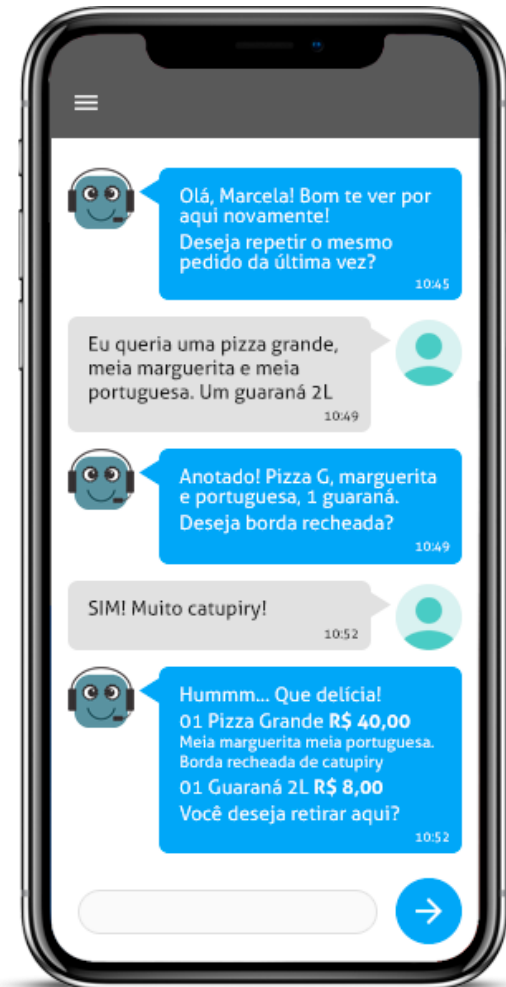 Olá, Marcela! Bom te ver por
aqui novamente!
Deseja repetir o mesmo
pedido da última vez?
10:45
Eu queria uma pizza grande,
meia marguerita e meia
portuguesa. Um guaraná 2L
10:49
Anotado! Pizza G, marguerita
e portuguesa, 1 guaraná.
Deseja borda recheada?
10:49
SIM! Muito catupiry!
10:52
Hummm... Que delícia!
01 Pizza Grande R$ 40,00
Meia marguerita meia portuguesa.
Borda recheada de catupiry
01 Guaraná 2L R$ 8,00
Você deseja retirar aqui?
10:52